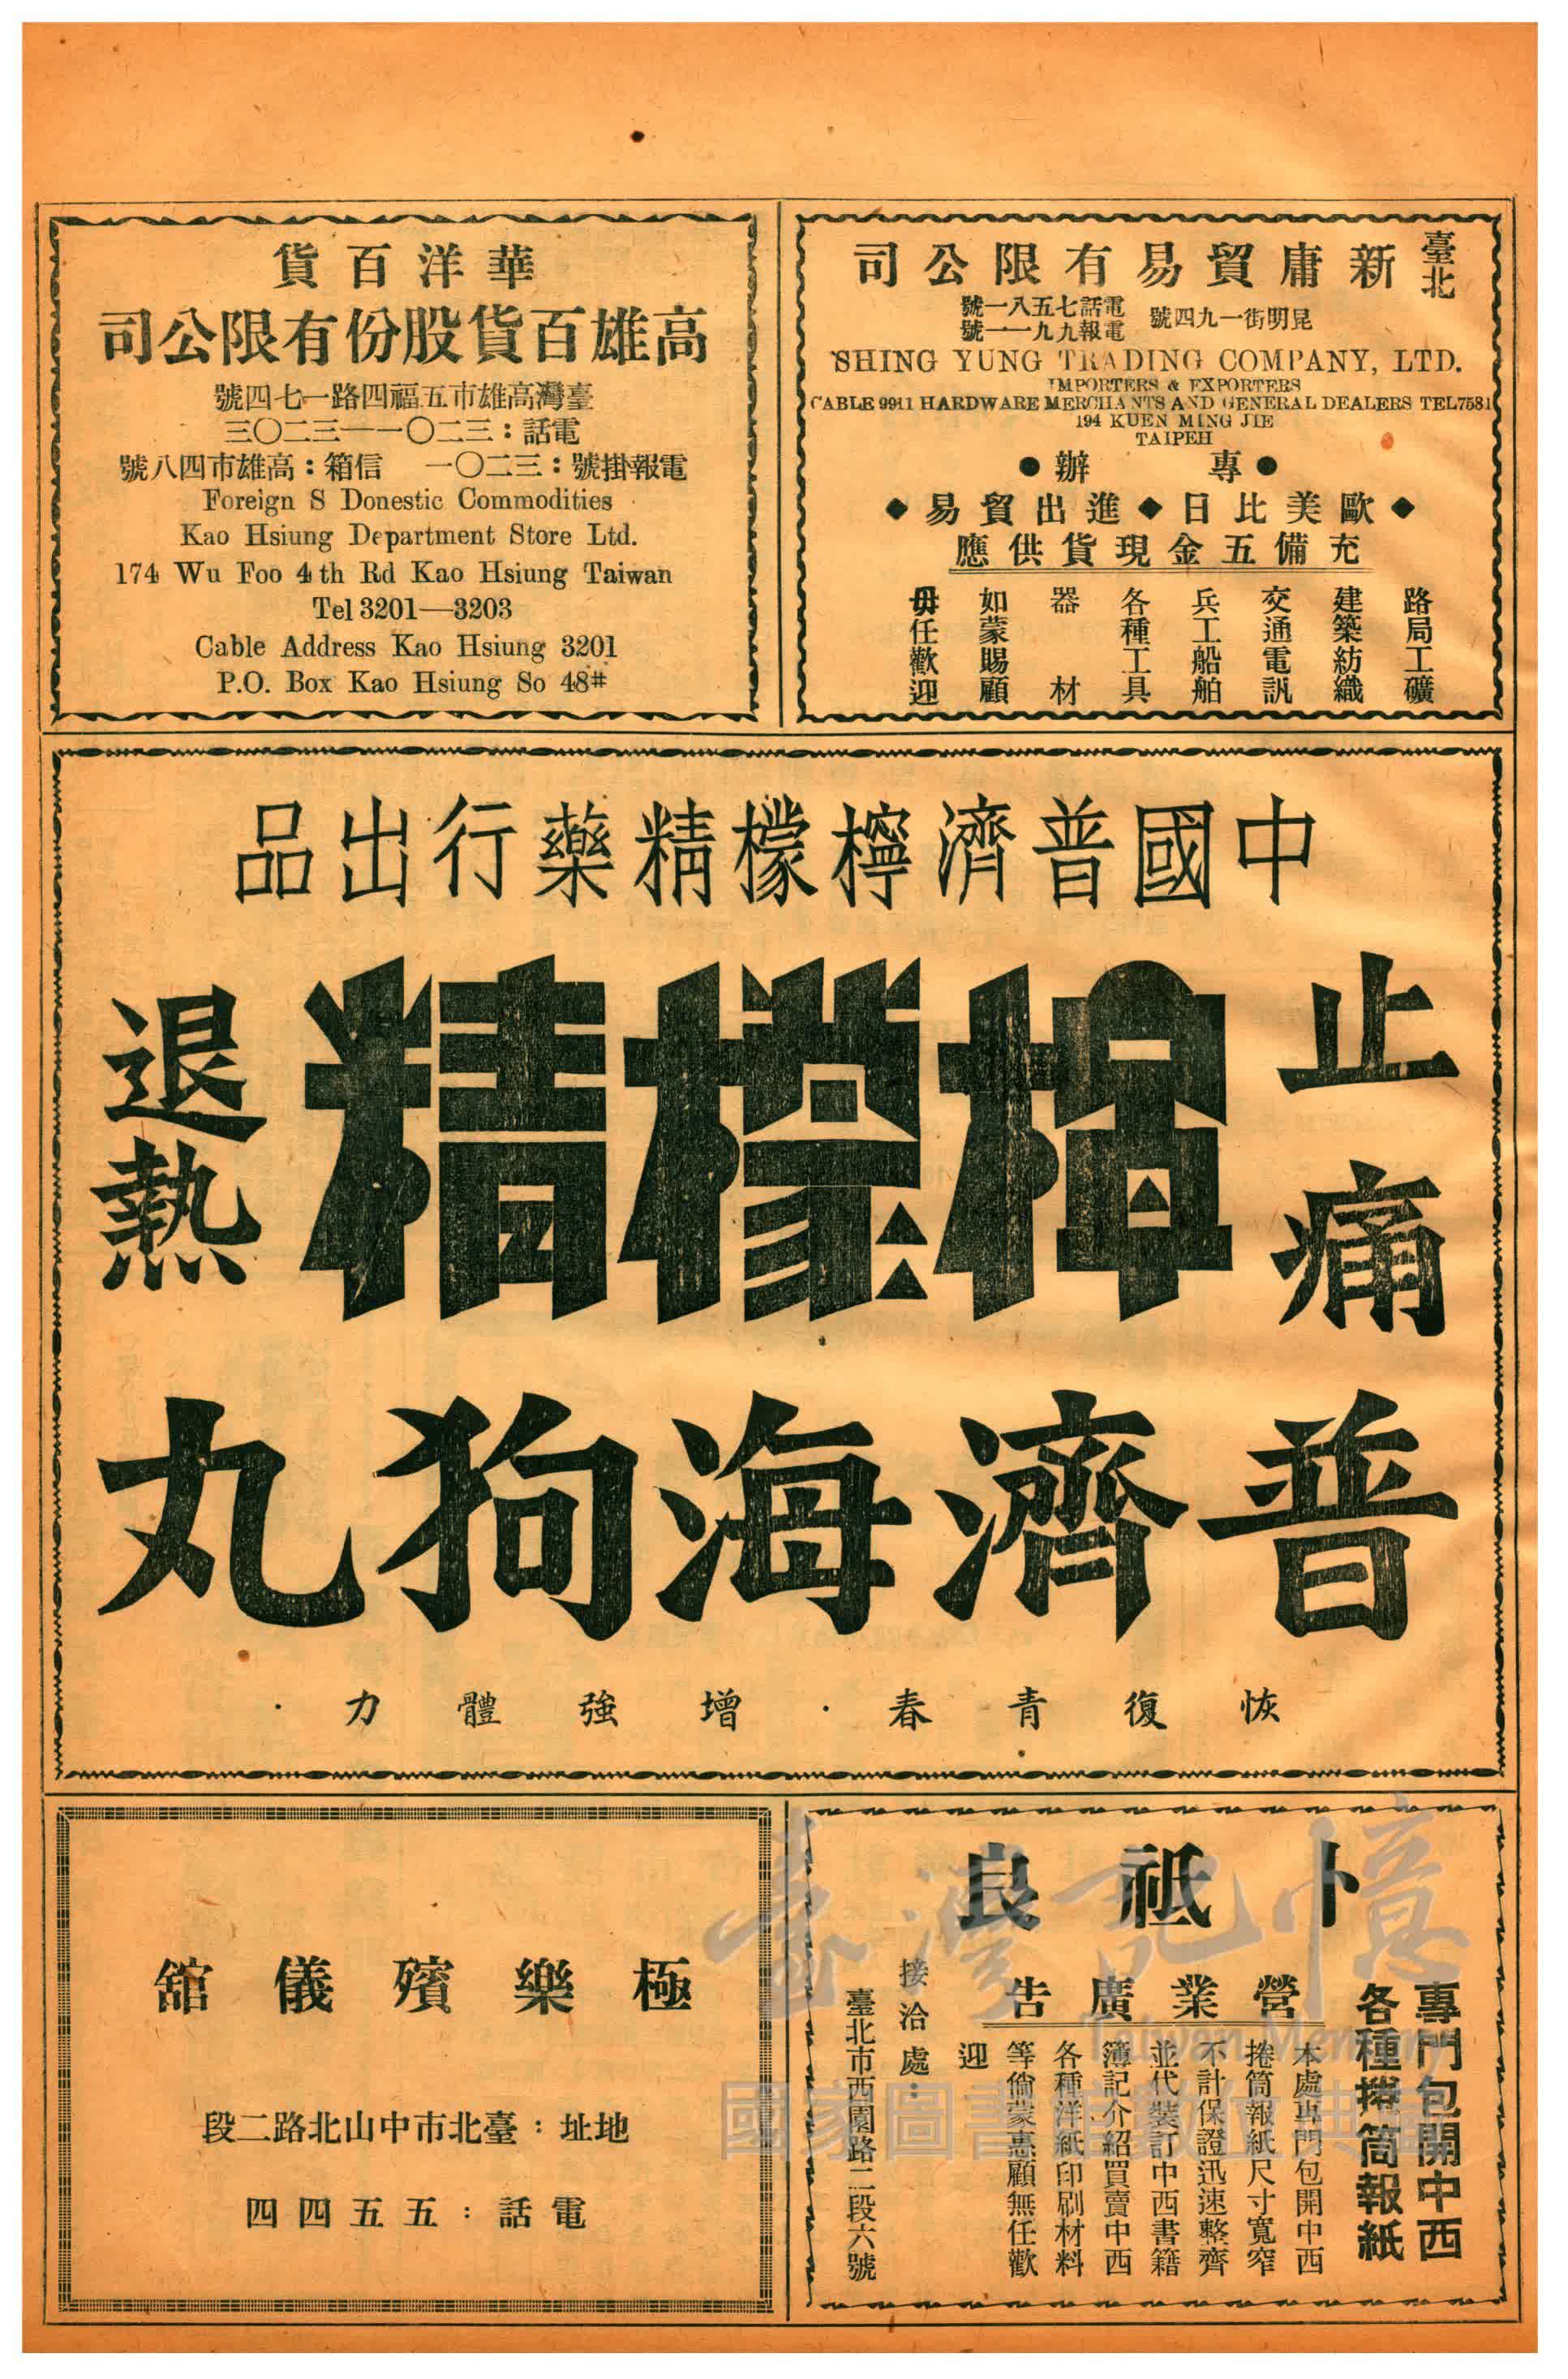 臺北
新庸貿易有限公司
昆明街一九四號
電話七五八一號
電報九九一一號
SHING YUNG TRADING COMPANY, LTD.
IMPORTERS & EXPORTERS
CABLE 9911 HARDWARE MERCHANTS AND GENERAL DEALERS TEL7581
194 KUEN MING JIE
TAIPEH
●專辦●
◆歐美比日◆進出貿易◆
充備五金現貨供應
路局工礦
建築紡織
交通電訊
兵工船舶
各種工具
器材
如蒙賜顧
毋任歡迎
華洋百貨
高雄百貨股份有限公司
臺灣高雄市五福四路一七四號
電話：三二〇一—三二〇三
電報掛號：三二〇一 信箱：高雄市四八號
Foreign S Donestic Commodities
Kao Hsiung Department Store Ltd.
174 Wu Foo 4th Rd Kao Hsiung Taiwan
Tel 3201—3203
Cable Address Kao Hsiung 3201
P.O. Box Kao Hsiung So 48#
中國普濟檸檬精藥行出品
止痛
檸檬精
退熱
普濟海狗丸
恢復青春·增強體力·
卜祗良
專門包開中西
各種捲筒報紙
營業廣告
本處專門包開中西
捲筒報紙尺寸寬窄
不計保證迅速整齊
並代裝訂中西書籍
簿記介紹買賣中西
各種洋紙印刷材料
等倘蒙惠顧無任歡
迎
接洽處：
臺北市西園路二段六號
極樂殯儀舘
地址：臺北市中山北路二段
電話：五五四四
臺灣記憶
Taiwan Memory
國家圖書館數位典藏